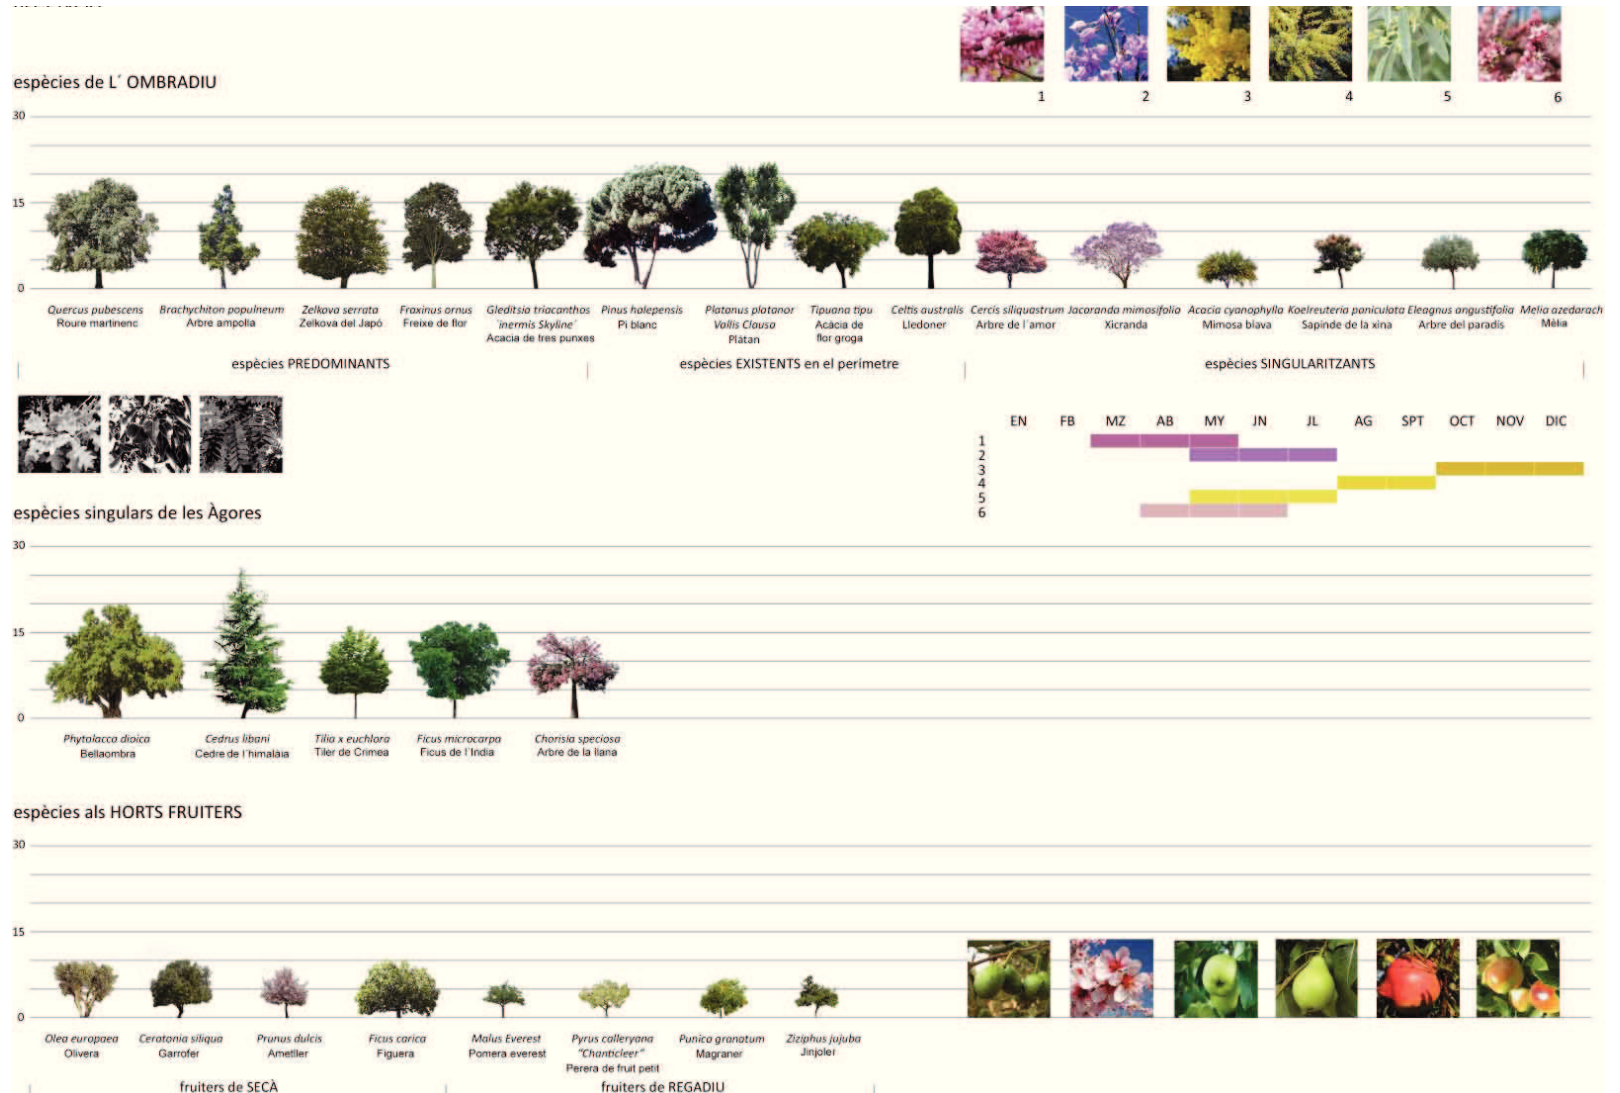 1 2 3 4 5 6
espècies de L´ OMBRADIU
30
15
0
Quercus pubescens
Roure martinenc
Brachychiton populneum
Arbre ampolla
Zelkova serrata
Zelkova del Japó
Fraxinus ornus
Freixe de flor
Gleditsia triacanthos
¨inermis Skyline¨
Acacia de tres punxes
Pinus halepensis
Pi blanc
Platanus platanor
Vallis Clausa
Plàtan
Tipuana tipu
Acàcia de
flor groga
Celtis australis
Lledoner
Cercis siliquastrum
Arbre de l´amor
Jacaranda mimosifolia
Xicranda
Acacia cyanophylla
Mimosa blava
Koelreuteria paniculata
Sapinde de la xina
Eleagnus angustifolia
Arbre del paradís
Melia azedarach
Mèlia
espècies PREDOMINANTS
espècies EXISTENTS en el perímetre
espècies SINGULARITZANTS
EN FB MZ AB MY JN JL AG SPT OCT NOV DIC
1
2
3
4
5
6
espècies singulars de les Àgores
30
15
0
Phytolacca dioica
Bellaombra
Cedrus libani
Cedre de l´himalàia
Tilia x euchlora
Til·ler de Crimea
Ficus microcarpa
Ficus de l´India
Chorisia speciosa
Arbre de la llana
espècies als HORTS FRUITERS
30
15
0
Olea europaea
Olivera
Ceratonia siliqua
Garrofer
Prunus dulcis
Ametller
Ficus carica
Figuera
Malus Everest
Pomera everest
Pyrus calleryana
"Chanticleer"
Perera de fruit petit
Punica granatum
Magraner
Ziziphus jujuba
Jinjoler
fruiters de SECÀ
fruiters de REGADIU